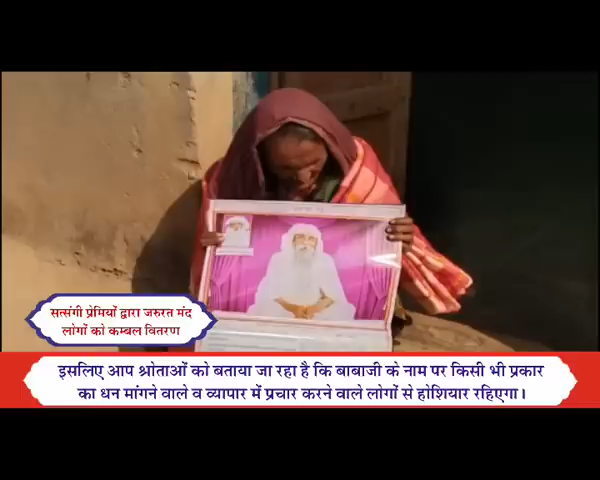 सत्संगी प्रेमियों द्वारा जरुरत मंद
लोगों को कम्बल वितरण
इसलिए आप श्रोताओं को बताया जा रहा है कि बाबाजी के नाम पर किसी भी प्रकार
का धन मांगने वाले व व्यापार में प्रचार करने वाले लोगों से होशियार रहिएगा।